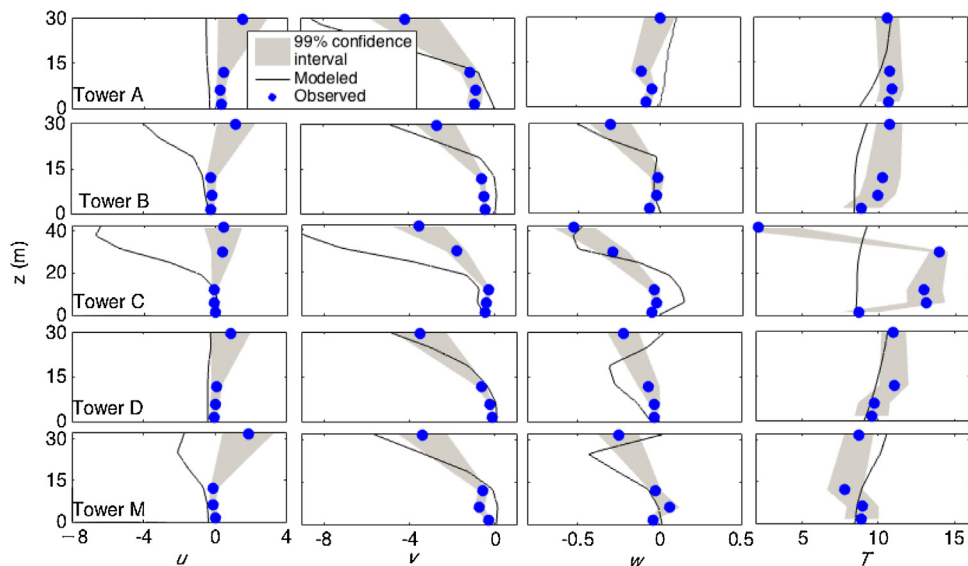 30
15
0
Tower A
99% confidence
interval
Modeled
Observed
30
15
0
Tower B
z (m)
40
20
0
Tower C
30
15
0
Tower D
30
15
0
Tower M
−8 −4 0 4
−8 −4 0
−0.5 0 0.5
5 10 15
u
v
w
T